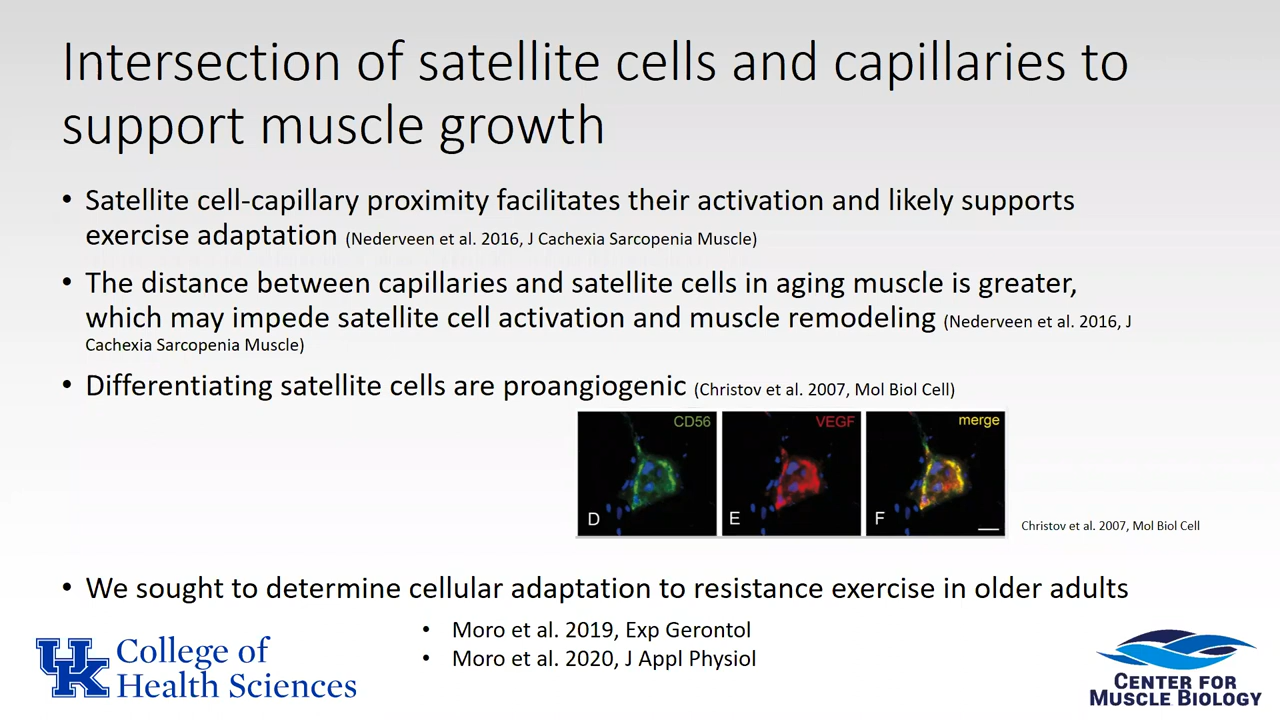 Intersection of satellite cells and capillaries to
support muscle growth
• Satellite cell-capillary proximity facilitates their activation and likely supports
exercise adaptation (Nederveen et al. 2016, J Cachexia Sarcopenia Muscle)
• The distance between capillaries and satellite cells in aging muscle is greater,
which may impede satellite cell activation and muscle remodeling (Nederveen et al. 2016, J
Cachexia Sarcopenia Muscle)
• Differentiating satellite cells are proangiogenic (Christov et al. 2007, Mol Biol Cell)
CD56
VEGF
merge
D
E
F
Christov et al. 2007, Mol Biol Cell
• We sought to determine cellular adaptation to resistance exercise in older adults
• Moro et al. 2019, Exp Gerontol
• Moro et al. 2020, J Appl Physiol
UK
College of
Health Sciences
CENTER FOR
MUSCLE BIOLOGY